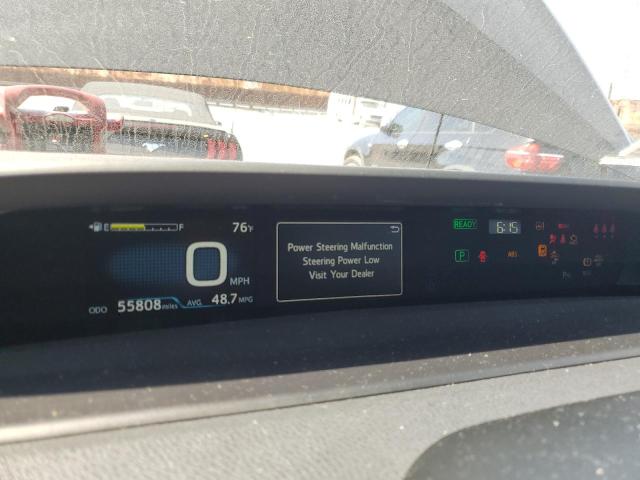 E F 76°F
0 MPH
ODO 55808 miles AVG. 48.7 MPG
Power Steering Malfunction
Steering Power Low
Visit Your Dealer
READY 6:15
P ABS